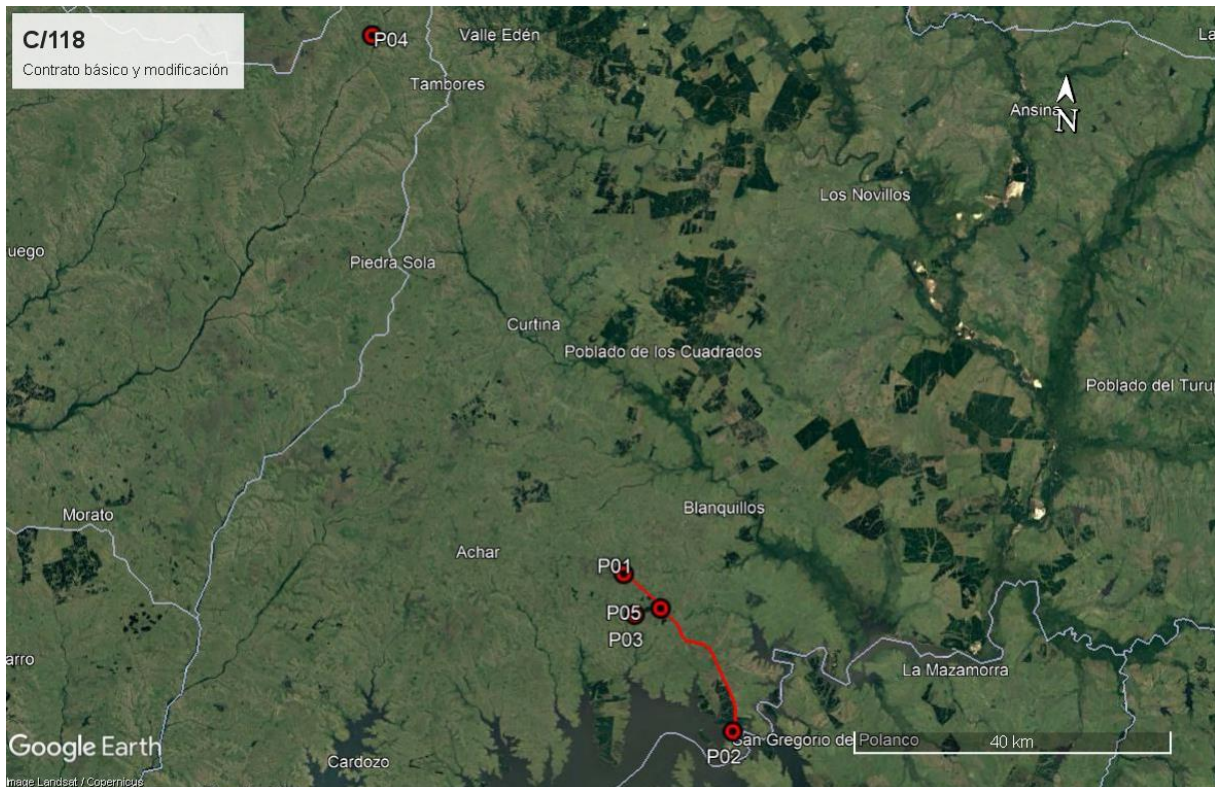 C/118
Contrato básico y modificación
P04
Valle Edén
La
Tambores
Ansina
N
Los Novillos
uego
Piedra Sola
Curtina
Poblado de los Cuadrados
Poblado del Turup
Morato
Blanquillos
Achar
P01
P05
P03
arro
La Mazamorra
San Gregorio de Polanco
P02
40 km
Google Earth
Cardozo
Image Landsat / Copernicus